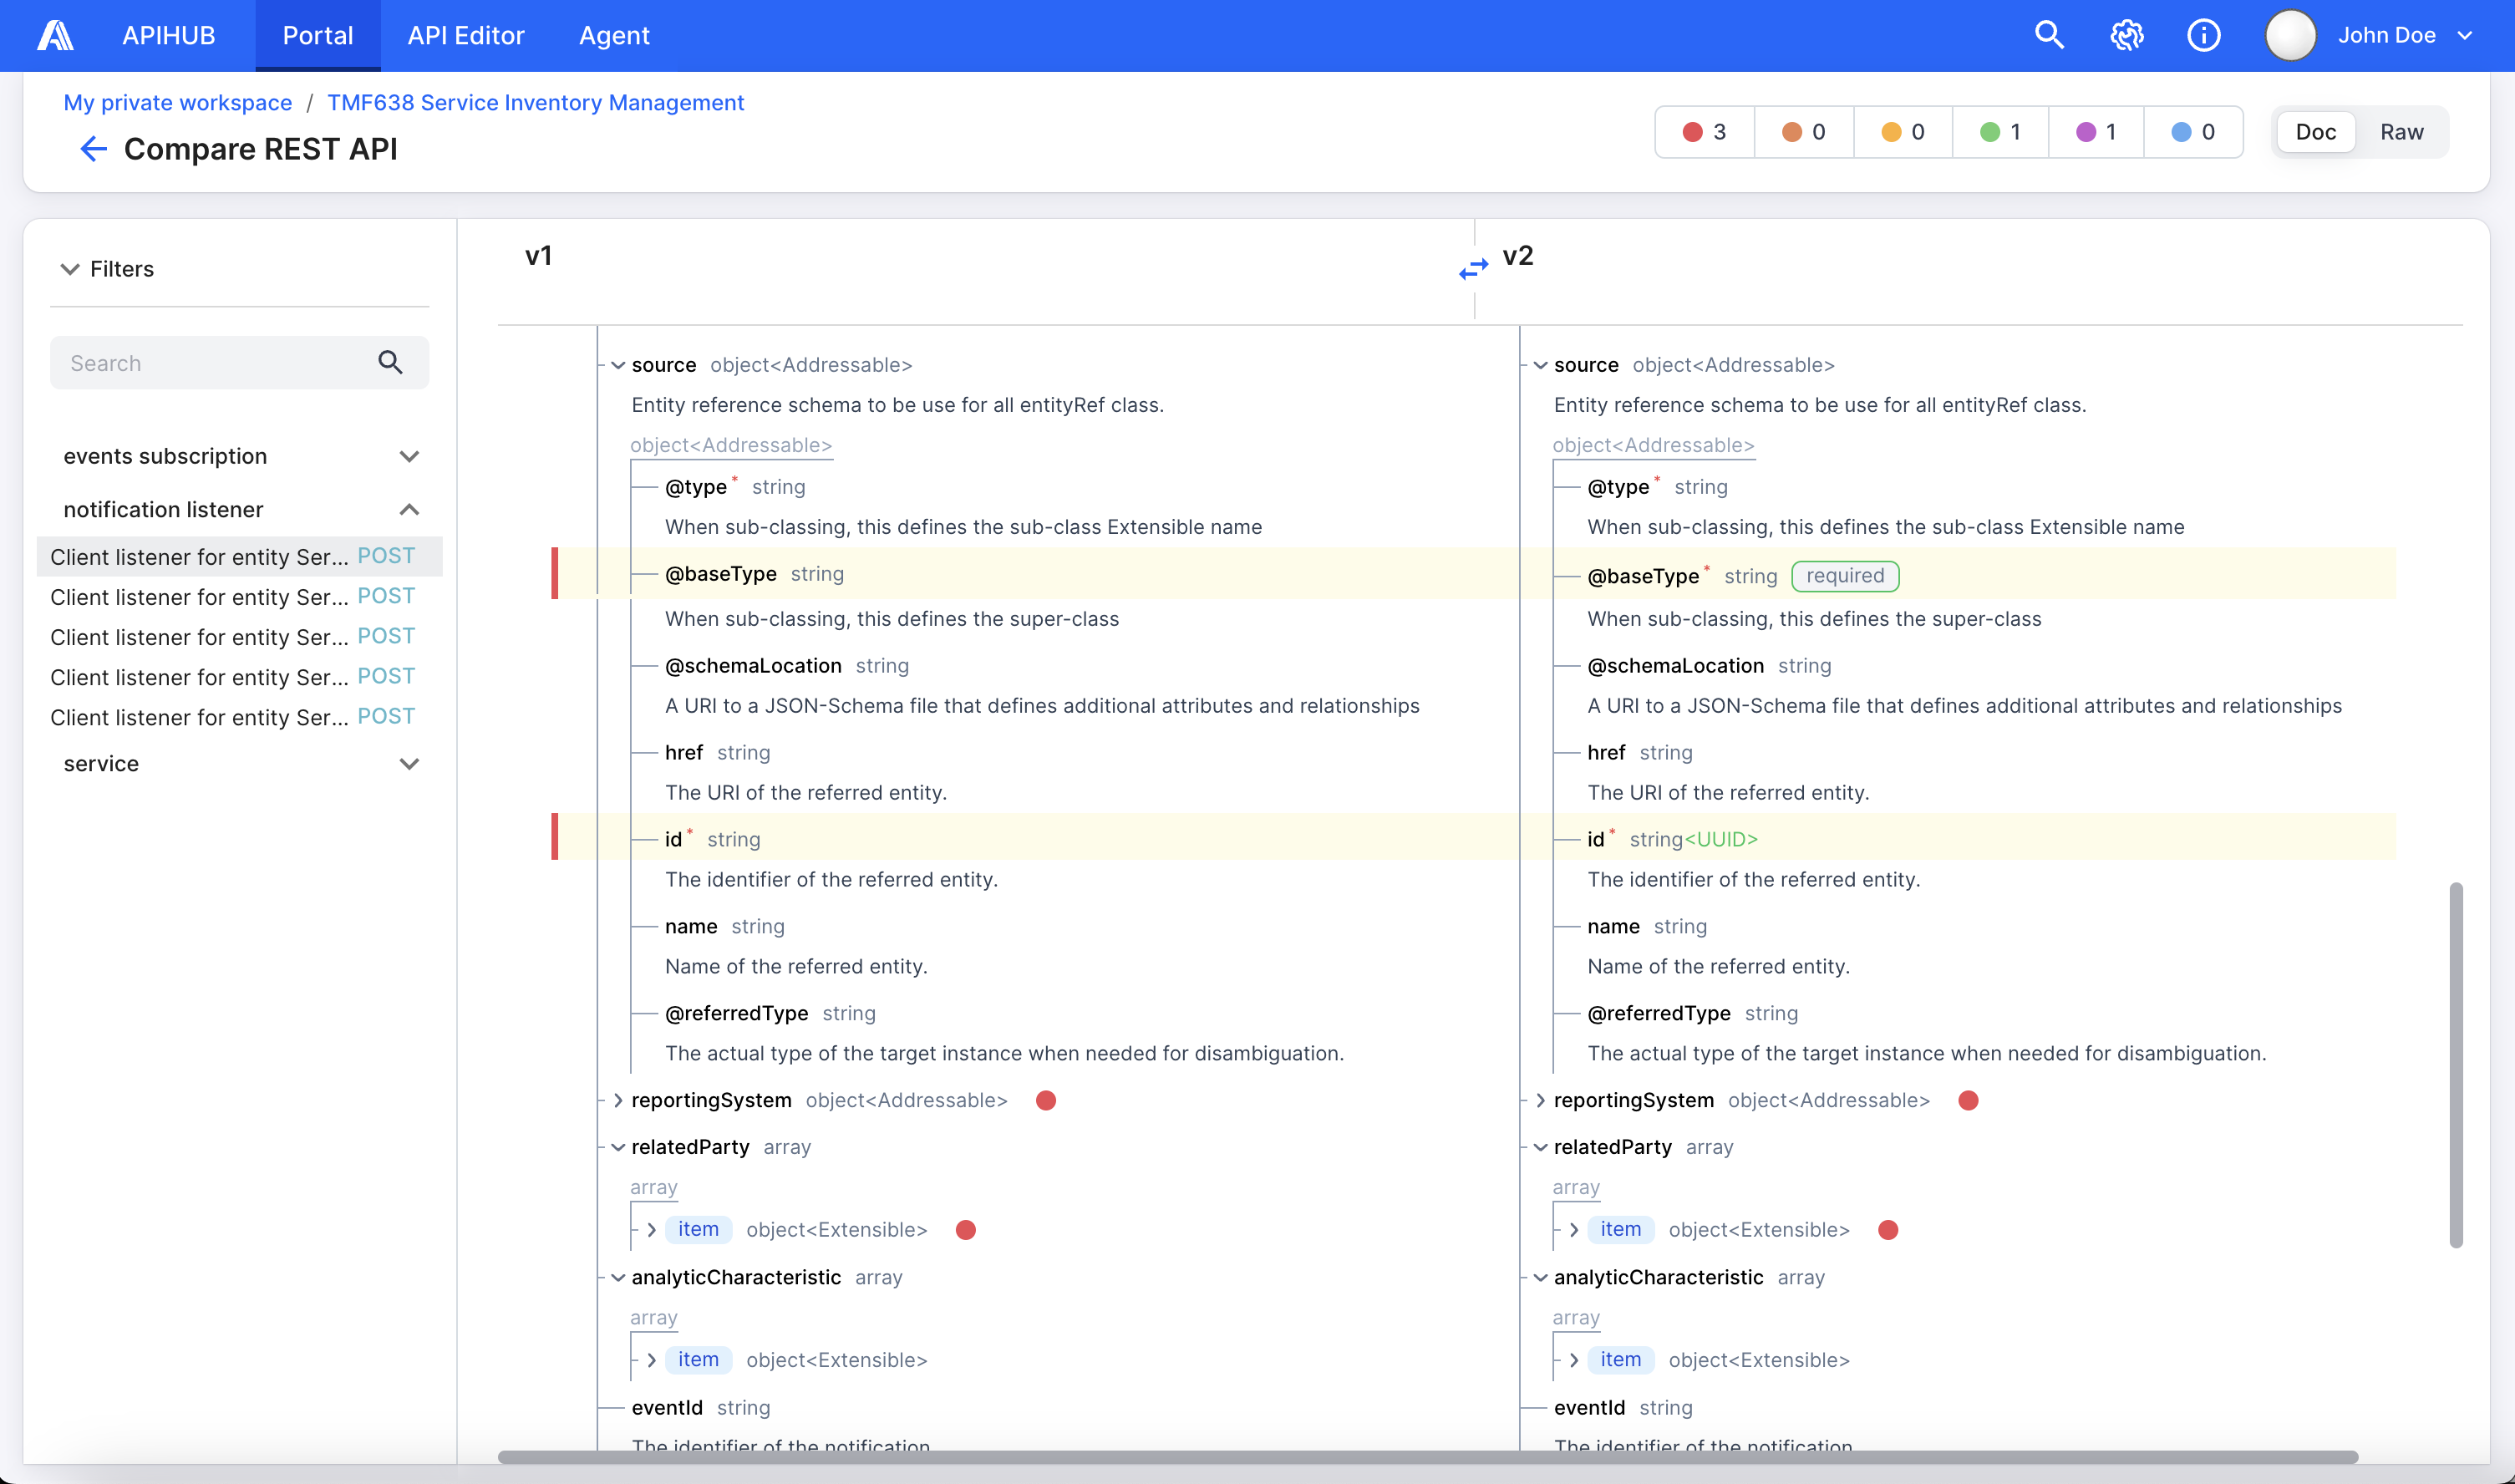 APIHUB Portal API Editor Agent John Doe
My private workspace / TMF638 Service Inventory Management
Compare REST API
3 0 0 1 1 0 Doc Raw
Filters
Search
events subscription
notification listener
Client listener for entity Ser... POST
Client listener for entity Ser... POST
Client listener for entity Ser... POST
Client listener for entity Ser... POST
Client listener for entity Ser... POST
service
v1
source object<Addressable>
Entity reference schema to be use for all entityRef class.
object<Addressable>
@type* string
When sub-classing, this defines the sub-class Extensible name
@baseType string
When sub-classing, this defines the super-class
@schemaLocation string
A URI to a JSON-Schema file that defines additional attributes and relationships
href string
The URI of the referred entity.
id* string
The identifier of the referred entity.
name string
Name of the referred entity.
@referredType string
The actual type of the target instance when needed for disambiguation.
reportingSystem object<Addressable>
relatedParty array
array
item object<Extensible>
analyticCharacteristic array
array
item object<Extensible>
eventId string
The identifier of the notification
v2
source object<Addressable>
Entity reference schema to be use for all entityRef class.
object<Addressable>
@type* string
When sub-classing, this defines the sub-class Extensible name
@baseType* string required
When sub-classing, this defines the super-class
@schemaLocation string
A URI to a JSON-Schema file that defines additional attributes and relationships
href string
The URI of the referred entity.
id* string<UUID>
The identifier of the referred entity.
name string
Name of the referred entity.
@referredType string
The actual type of the target instance when needed for disambiguation.
reportingSystem object<Addressable>
relatedParty array
array
item object<Extensible>
analyticCharacteristic array
array
item object<Extensible>
eventId string
The identifier of the notification